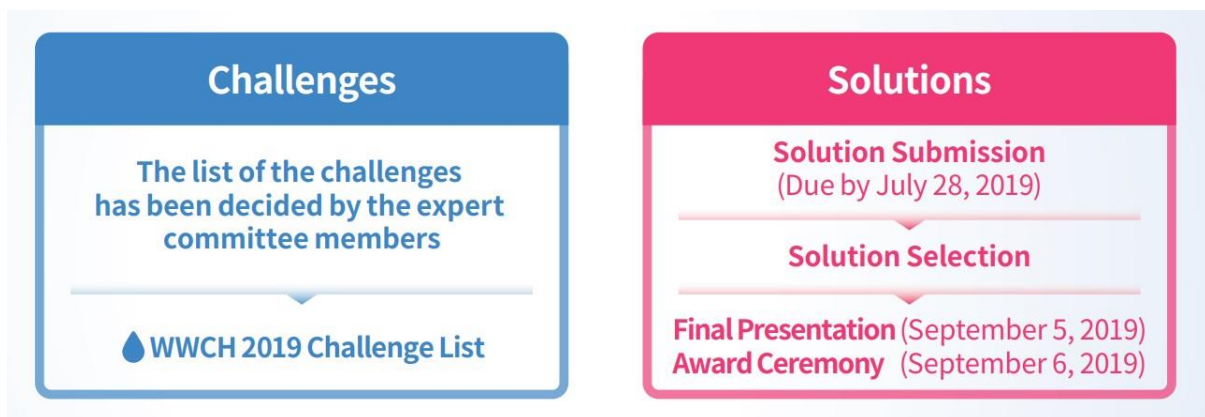 Challenges
The list of the challenges
has been decided by the expert
committee members
WWCH 2019 Challenge List
Solutions
Solution Submission
(Due by July 28, 2019)
Solution Selection
Final Presentation (September 5, 2019)
Award Ceremony (September 6, 2019)